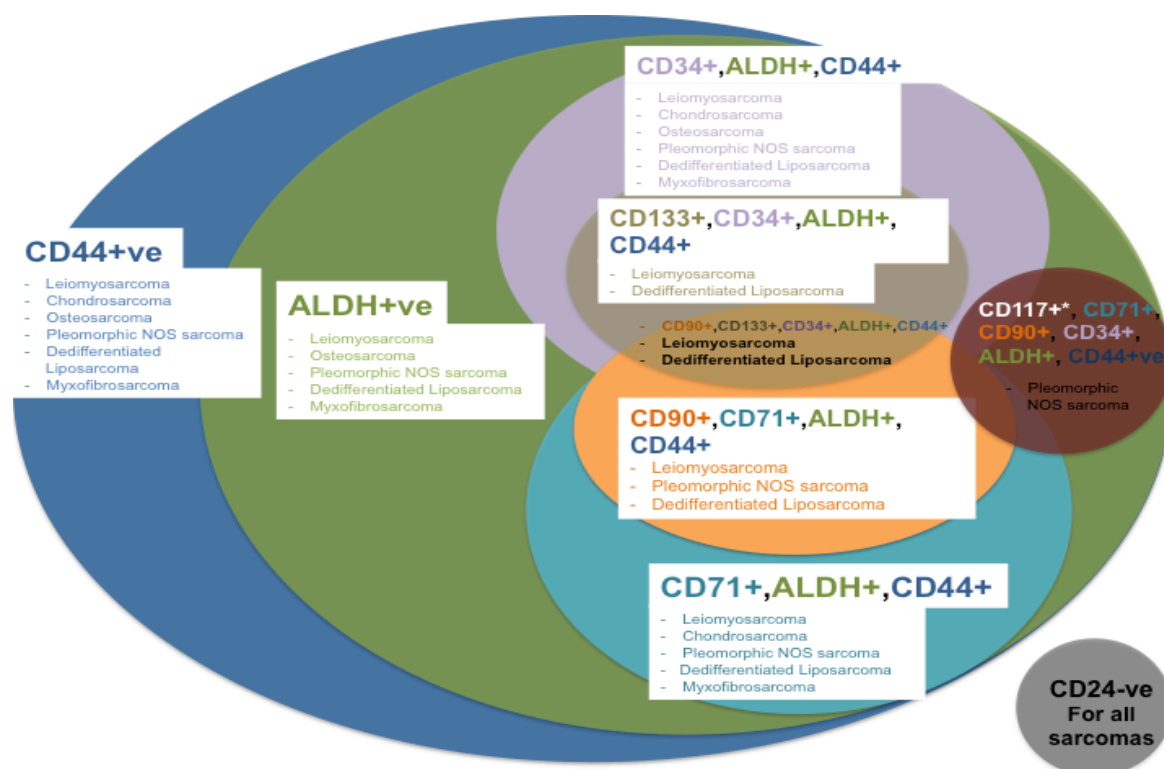 CD34+,ALDH+,CD44+
- Leiomyosarcoma
- Chondrosarcoma
- Osteosarcoma
- Pleomorphic NOS sarcoma
- Dedifferentiated Liposarcoma
- Myxofibrosarcoma
CD133+,CD34+,ALDH+,
CD44+
- Leiomyosarcoma
- Dedifferentiated Liposarcoma
CD44+ve
- Leiomyosarcoma
- Chondrosarcoma
- Osteosarcoma
- Pleomorphic NOS sarcoma
- Dedifferentiated
Liposarcoma
- Myxofibrosarcoma
ALDH+ve
- Leiomyosarcoma
- Osteosarcoma
- Pleomorphic NOS sarcoma
- Dedifferentiated Liposarcoma
- Myxofibrosarcoma
- CD90+,CD133+,CD34+,ALDH+,CD44+
- Leiomyosarcoma
- Dedifferentiated Liposarcoma
CD117+*, CD71+,
CD90+, CD34+,
ALDH+, CD44+ve
- Pleomorphic
NOS sarcoma
CD90+,CD71+,ALDH+,
CD44+
- Leiomyosarcoma
- Pleomorphic NOS sarcoma
- Dedifferentiated Liposarcoma
CD71+,ALDH+,CD44+
- Leiomyosarcoma
- Chondrosarcoma
- Pleomorphic NOS sarcoma
- Dedifferentiated Liposarcoma
- Myxofibrosarcoma
CD24-ve
For all
sarcomas